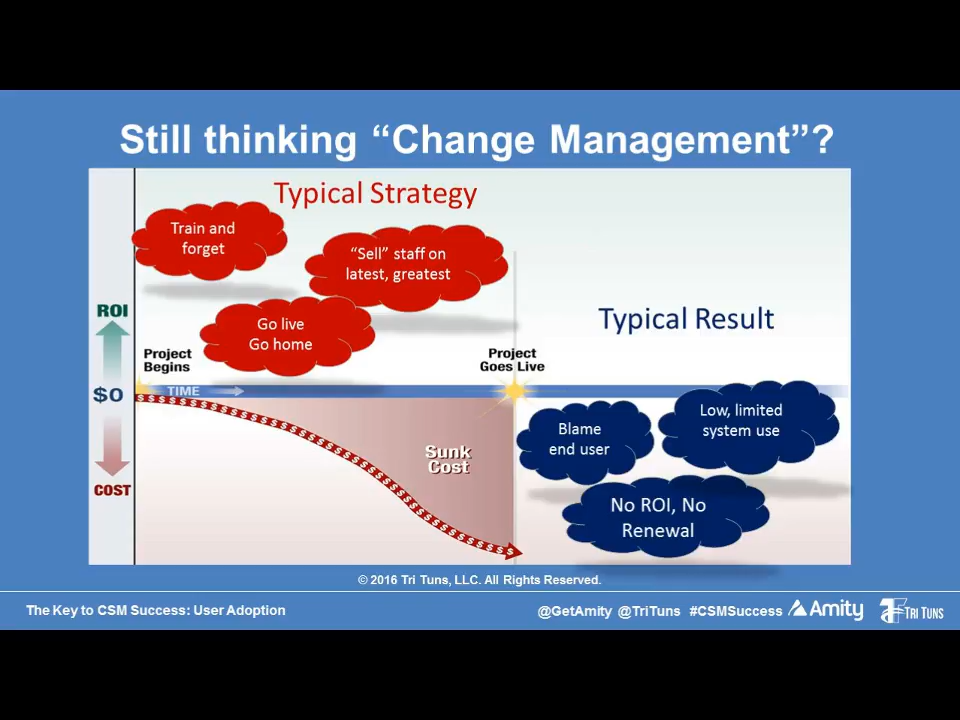 Still thinking “Change Management”?
Typical Strategy
Train and
forget
“Sell” staff on
latest, greatest
Go live
Go home
Typical Result
ROI
$0
COST
Project
Begins
TIME
Project
Goes Live
Sunk
Cost
$ $ $ $ $ $ $ $ $ $ $ $ $ $ $ $ $ $ $ $ $ $ $ $ $ $ $ $ $ $ $ $ $ $ $ $ $ $ $ $
Blame
end user
Low, limited
system use
No ROI, No
Renewal
© 2016 Tri Tuns, LLC. All Rights Reserved.
The Key to CSM Success: User Adoption
@GetAmity @TriTuns #CSMSuccess
Amity
TRI TUNS